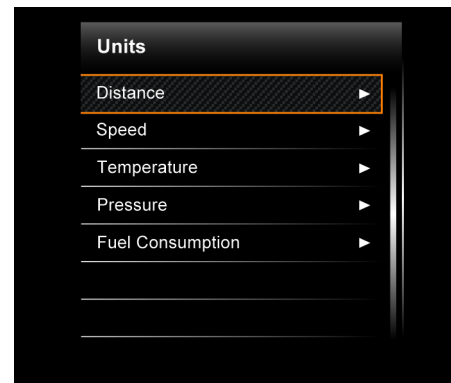 Units
Distance
Speed
Temperature
Pressure
Fuel Consumption